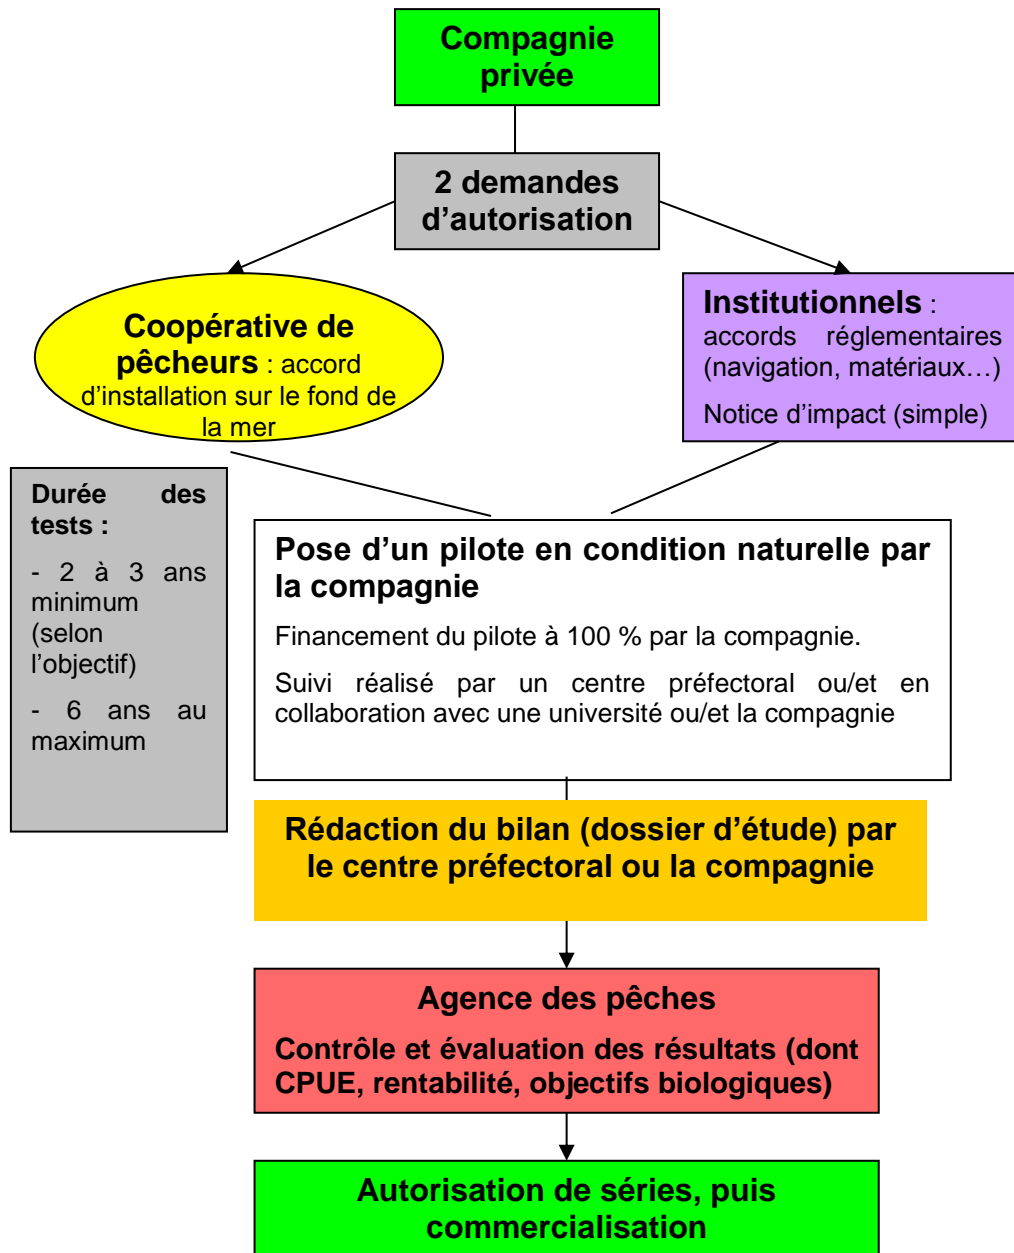 Compagnie
privée
2 demandes
d’autorisation
Coopérative de
pêcheurs : accord
d’installation sur le fond de
la mer
Institutionnels :
accords réglementaires
(navigation, matériaux…)
Notice d’impact (simple)
Durée des
tests :
- 2 à 3 ans
minimum
(selon
l’objectif)
- 6 ans au
maximum
Pose d’un pilote en condition naturelle par
la compagnie
Financement du pilote à 100 % par la compagnie.
Suivi réalisé par un centre préfectoral ou/et en
collaboration avec une université ou/et la compagnie
Rédaction du bilan (dossier d’étude) par
le centre préfectoral ou la compagnie
Agence des pêches
Contrôle et évaluation des résultats (dont
CPUE, rentabilité, objectifs biologiques)
Autorisation de séries, puis
commercialisation